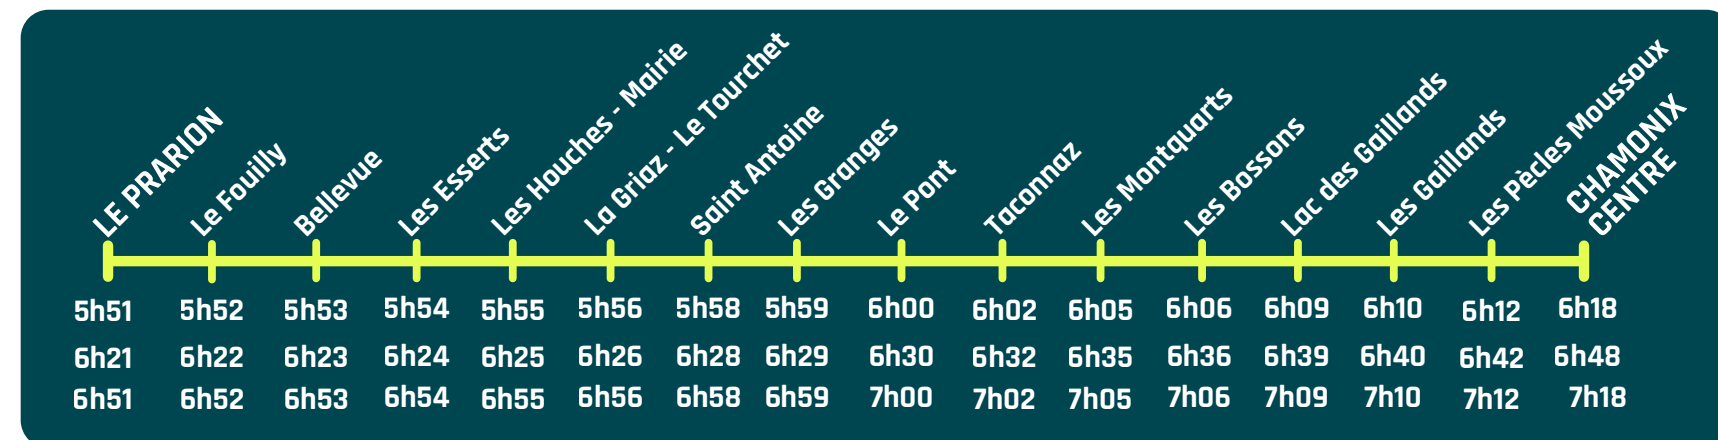 LE PRARION
Le Fouilly
Bellevue
Les Esserts
Les Houches - Mairie
La Griaz - Le Tourchet
Saint Antoine
Les Granges
Le Pont
Taconnaz
Les Montquarts
Les Bossons
Lac des Gaillands
Les Gaillands
Les Pècles Moussoux
CHAMONIX
CENTRE
5h51 5h52 5h53 5h54 5h55 5h56 5h58 5h59 6h00 6h02 6h05 6h06 6h09 6h10 6h12 6h18
6h21 6h22 6h23 6h24 6h25 6h26 6h28 6h29 6h30 6h32 6h35 6h36 6h39 6h40 6h42 6h48
6h51 6h52 6h53 6h54 6h55 6h56 6h58 6h59 7h00 7h02 7h05 7h06 7h09 7h10 7h12 7h18